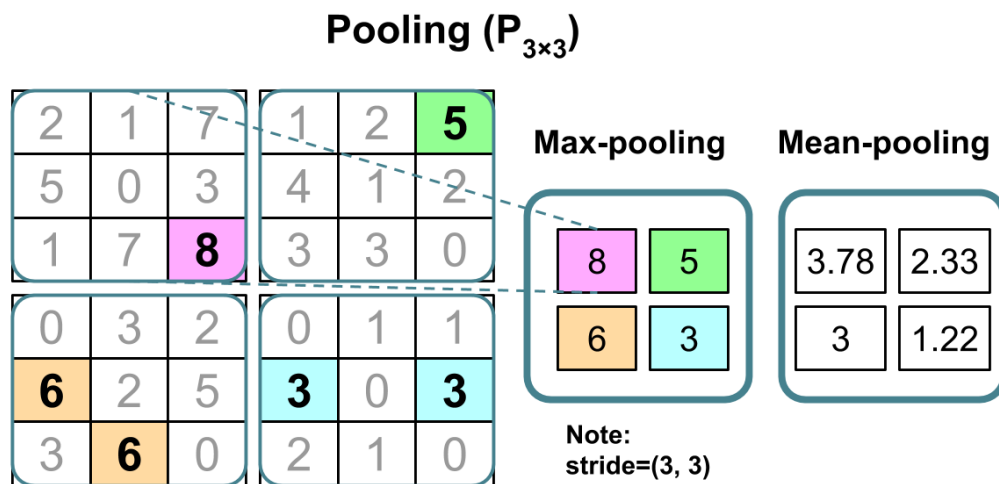 Pooling (P3×3)
2 1 7 1 2 5
5 0 3 4 1 2
1 7 8 3 3 0
0 3 2 0 1 1
6 2 5 3 0 3
3 6 0 2 1 0
Max-pooling
8 5
6 3
Note:
stride=(3, 3)
Mean-pooling
3.78 2.33
3 1.22